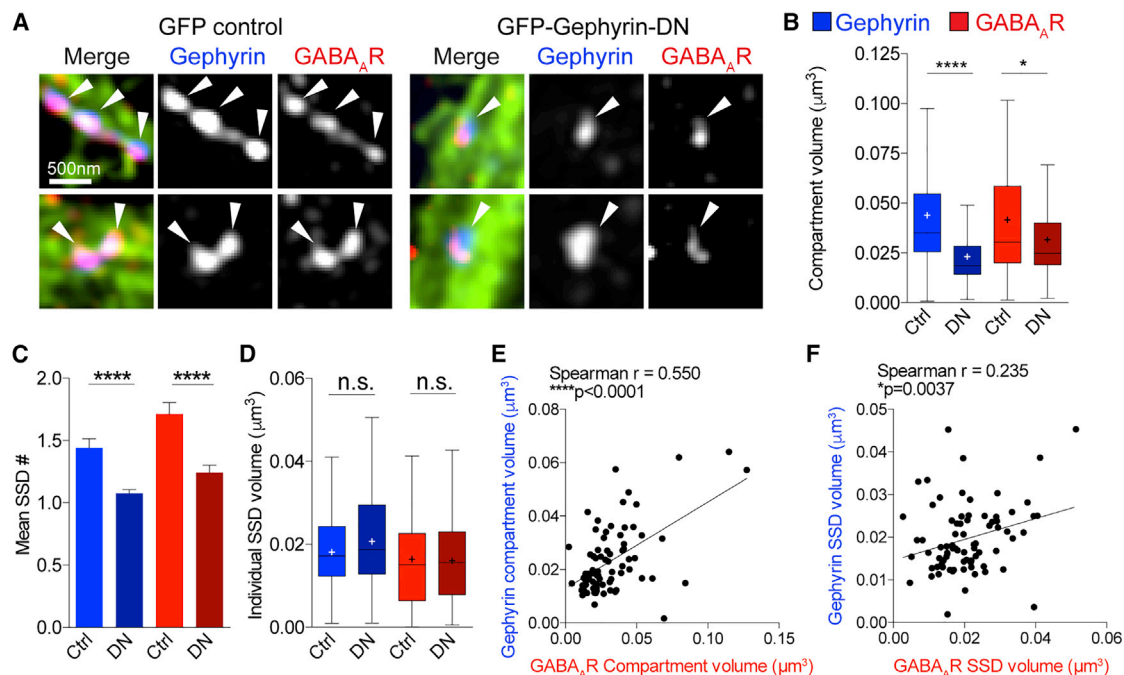 A
GFP control
GFP-Gephyrin-DN
Merge Gephyrin GABA_AR Merge Gephyrin GABA_AR
500nm
B
Gephyrin GABA_AR
Compartment volume (μm³)
0.125
0.100
0.075
0.050
0.025
0.000
**** *
Ctrl DN Ctrl DN
C
Mean SSD #
2.0
1.5
1.0
0.5
0.0
**** ****
Ctrl DN Ctrl DN
D
Individual SSD volume (μm³)
0.06
0.04
0.02
0.00
n.s. n.s.
Ctrl DN Ctrl DN
E
Spearman r = 0.550
****p<0.0001
Gephyrin compartment volume (μm³)
0.08
0.06
0.04
0.02
0.00
0.00 0.05 0.10 0.15
GABA_AR Compartment volume (μm³)
F
Spearman r = 0.235
*p=0.0037
Gephyrin SSD volume (μm³)
0.05
0.04
0.03
0.02
0.01
0.00
0.00 0.02 0.04 0.06
GABA_AR SSD volume (μm³)